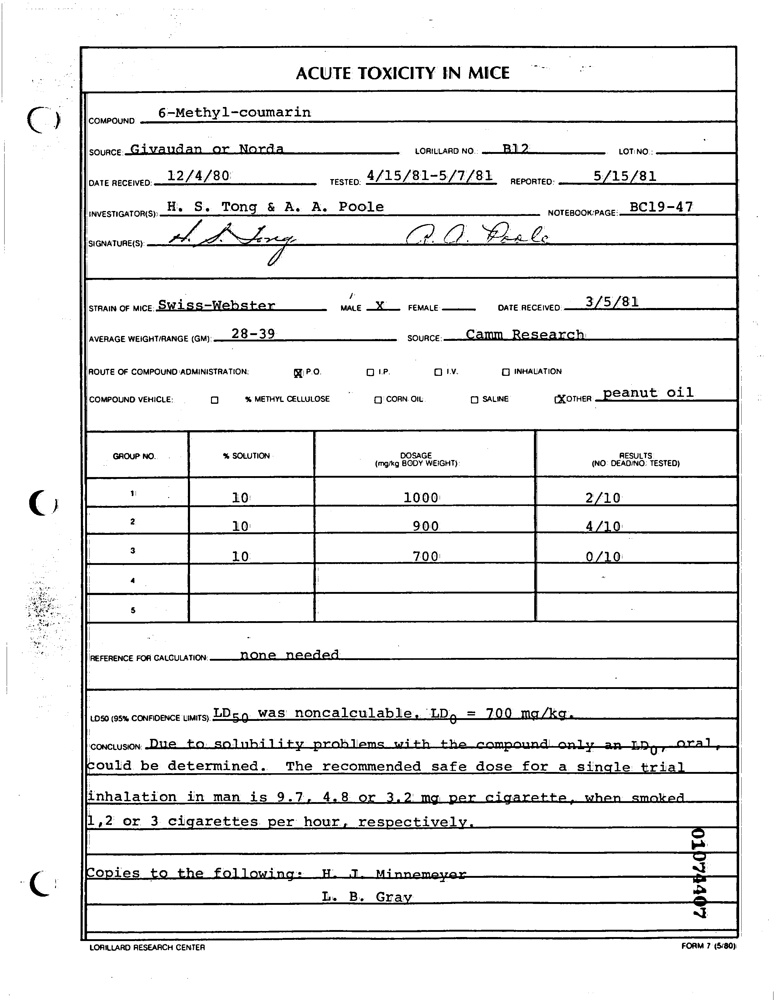 ACUTE TOXICITY IN MICE
COMPOUND 6-Methyl-coumarin
SOURCE: Givaudan or Norda LORILLARD NO. B12 LOT NO.:
DATE RECEIVED: 12/4/80 TESTED: 4/15/81-5/7/81 REPORTED: 5/15/81
INVESTIGATOR(S): H. S. Tong & A. A. Poole NOTEBOOK/PAGE: BC19-47
SIGNATURE(S) H. S. Tong A. A. Poole
STRAIN OF MICE: Swiss-Webster MALE X FEMALE DATE RECEIVED: 3/5/81
AVERAGE WEIGHT/RANGE (GM): 28-39 SOURCE: Camm Research
ROUTE OF COMPOUND ADMINISTRATION: X P.O. I.P. I.V. INHALATION
COMPOUND VEHICLE: % METHYL CELLULOSE CORN OIL SALINE X OTHER peanut oil
GROUP NO. % SOLUTION DOSAGE (mg/kg BODY WEIGHT) RESULTS (NO. DEAD/NO. TESTED)
1 10 1000 2/10
2 10 900 4/10
3 10 700 0/10
4
5
REFERENCE FOR CALCULATION: none needed
LD50 (95% CONFIDENCE LIMITS) LD50 was noncalculable. LD0 = 700 mg/kg.
CONCLUSION: Due to solubility problems with the compound only an LD0, oral,
could be determined. The recommended safe dose for a single trial
inhalation in man is 9.7, 4.8 or 3.2 mg per cigarette, when smoked
1,2 or 3 cigarettes per hour, respectively.
Copies to the following: H. J. Minnemeyer
L. B. Gray
01074407
LORILLARD RESEARCH CENTER FORM 7 (5/80)